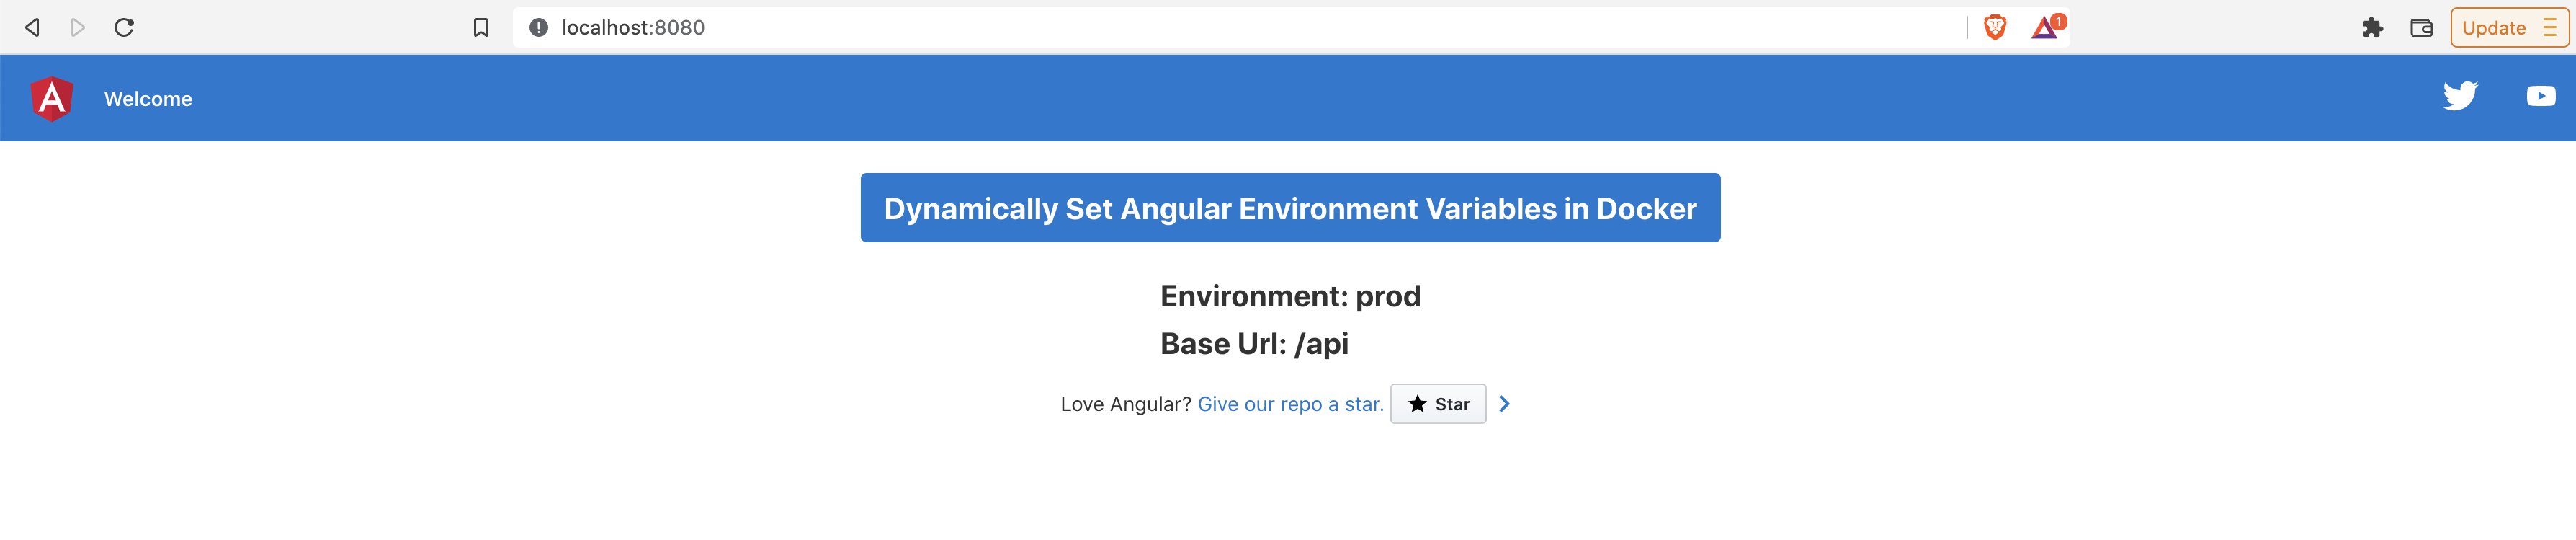 localhost:8080
1
Update
Welcome
Dynamically Set Angular Environment Variables in Docker
Environment: prod
Base Url: /api
Love Angular? Give our repo a star. Star